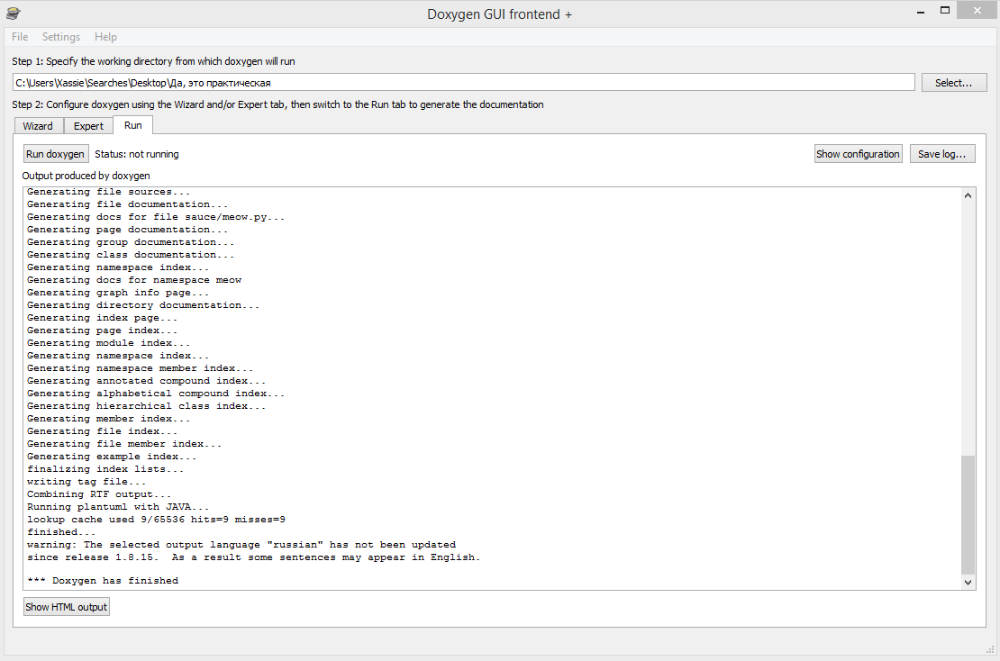 Doxygen GUI frontend +
File Settings Help
Step 1: Specify the working directory from which doxygen will run
C:\Users\Xassie\Searches\Desktop\Да, это практическая
Select...
Step 2: Configure doxygen using the Wizard and/or Expert tab, then switch to the Run tab to generate the documentation
Wizard Expert Run
Run doxygen Status: not running Show configuration Save log...
Output produced by doxygen
Generating file sources...
Generating file documentation...
Generating docs for file sauce/meow.py...
Generating page documentation...
Generating group documentation...
Generating class documentation...
Generating namespace index...
Generating docs for namespace meow
Generating graph info page...
Generating directory documentation...
Generating index page...
Generating page index...
Generating module index...
Generating namespace index...
Generating namespace member index...
Generating annotated compound index...
Generating alphabetical compound index...
Generating hierarchical class index...
Generating member index...
Generating file index...
Generating file member index...
Generating example index...
finalizing index lists...
writing tag file...
Combining RTF output...
Running plantuml with JAVA...
lookup cache used 9/65536 hits=9 misses=9
finished...
warning: The selected output language "russian" has not been updated
since release 1.8.15.  As a result some sentences may appear in English.
*** Doxygen has finished
Show HTML output